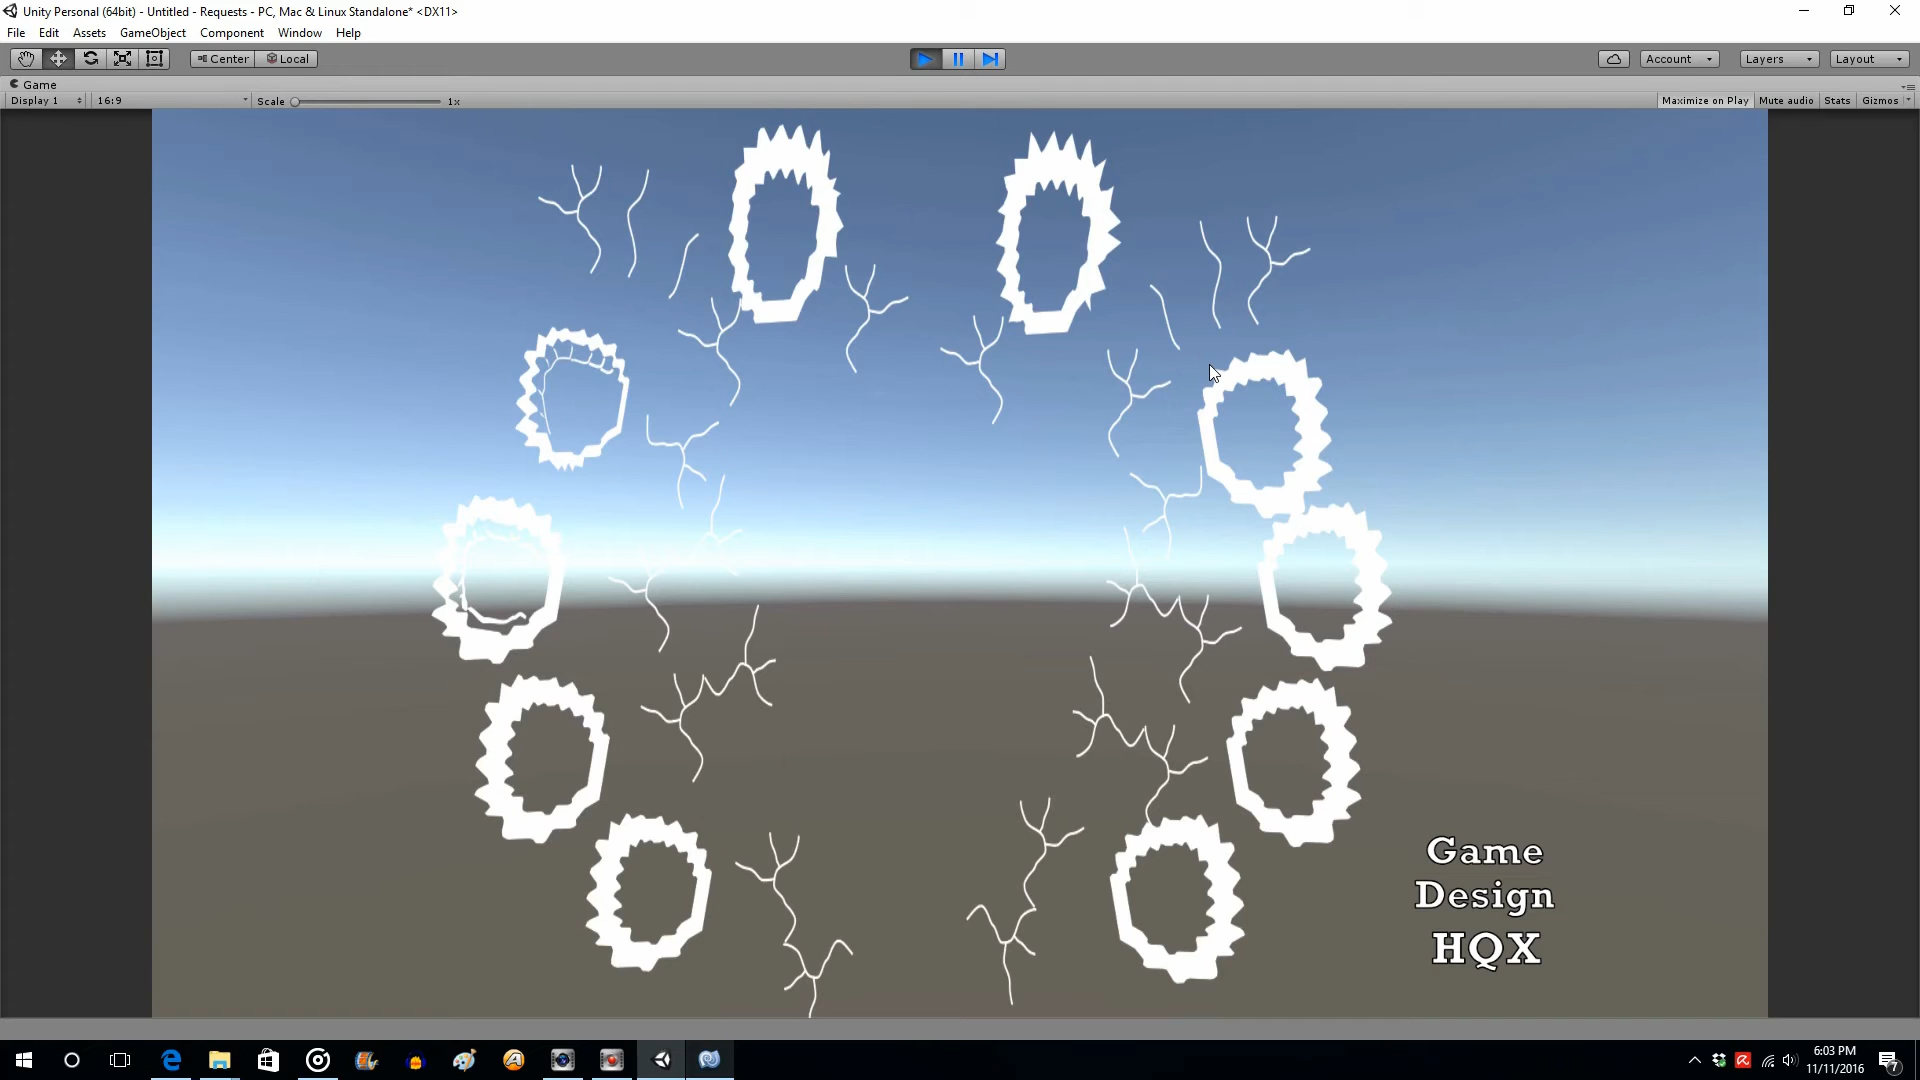 Unity Personal (64bit) - Untitled - Requests - PC, Mac & Linux Standalone* <DX11>
File Edit Assets GameObject Component Window Help
Center Local Account Layers Layout
Game
Display 1 16:9 Scale 1x Maximize on Play Mute audio Stats Gizmos
Game
Design
HQX
6:03 PM
11/11/2016
7